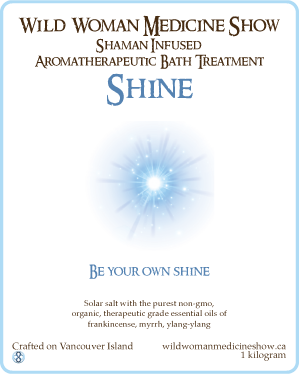 Wild Woman Medicine Show
Shaman Infused
Aromatherapeutic Bath Treatment
Shine
Be your own shine
Solar salt with the purest non-gmo,
organic, therapeutic grade essential oils of
frankincense, myrrh, ylang-ylang
Crafted on Vancouver Island
wildwomanmedicineshow.ca
1 kilogram